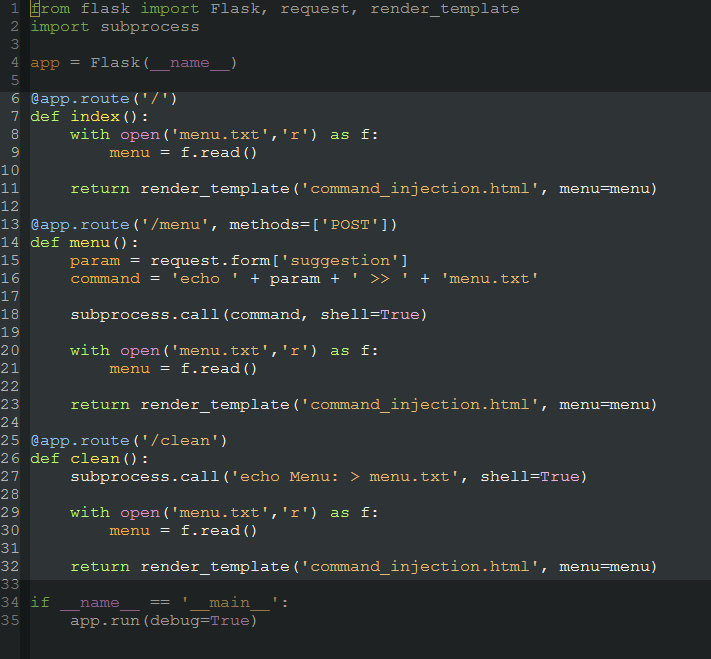 1 from flask import Flask, request, render_template
2 import subprocess
3
4 app = Flask(__name__)
5
6 @app.route('/')
7 def index():
8     with open('menu.txt','r') as f:
9         menu = f.read()
10
11     return render_template('command_injection.html', menu=menu)
12
13 @app.route('/menu', methods=['POST'])
14 def menu():
15     param = request.form['suggestion']
16     command = 'echo ' + param + ' >> ' + 'menu.txt'
17
18     subprocess.call(command, shell=True)
19
20     with open('menu.txt','r') as f:
21         menu = f.read()
22
23     return render_template('command_injection.html', menu=menu)
24
25 @app.route('/clean')
26 def clean():
27     subprocess.call('echo Menu: > menu.txt', shell=True)
28
29     with open('menu.txt','r') as f:
30         menu = f.read()
31
32     return render_template('command_injection.html', menu=menu)
33
34 if __name__ == '__main__':
35     app.run(debug=True)